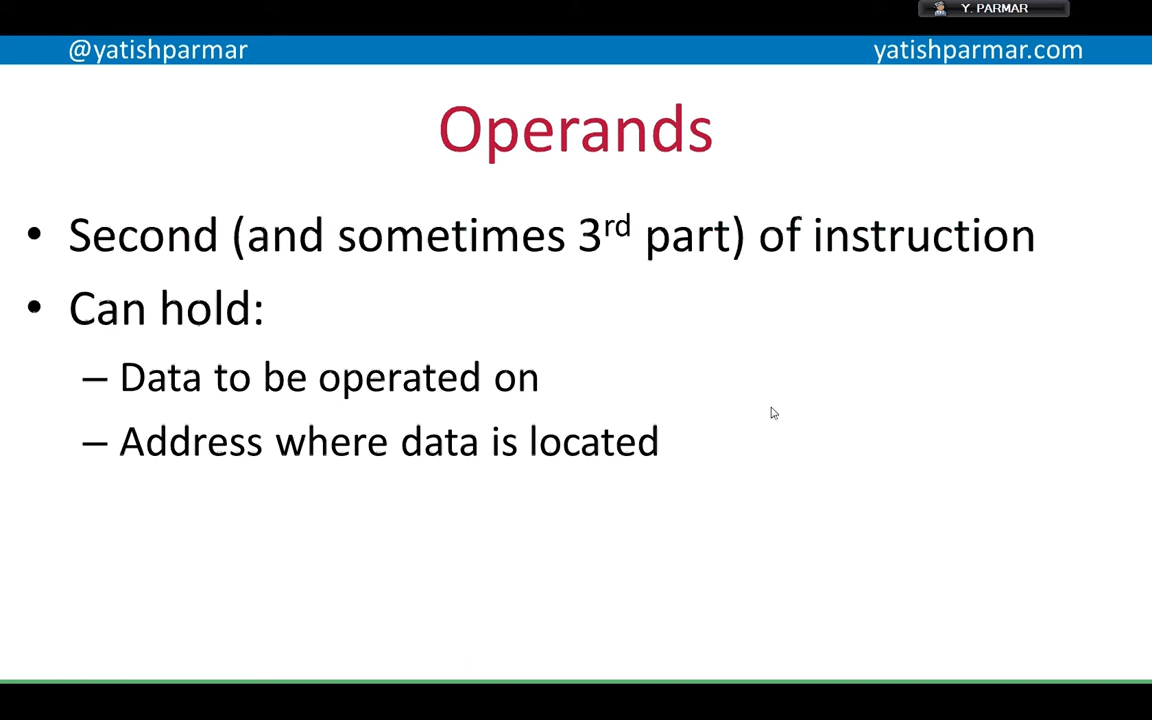 Y. PARMAR
@yatishparmar yatishparmar.com
Operands
• Second (and sometimes 3rd part) of instruction
• Can hold:
– Data to be operated on
– Address where data is located